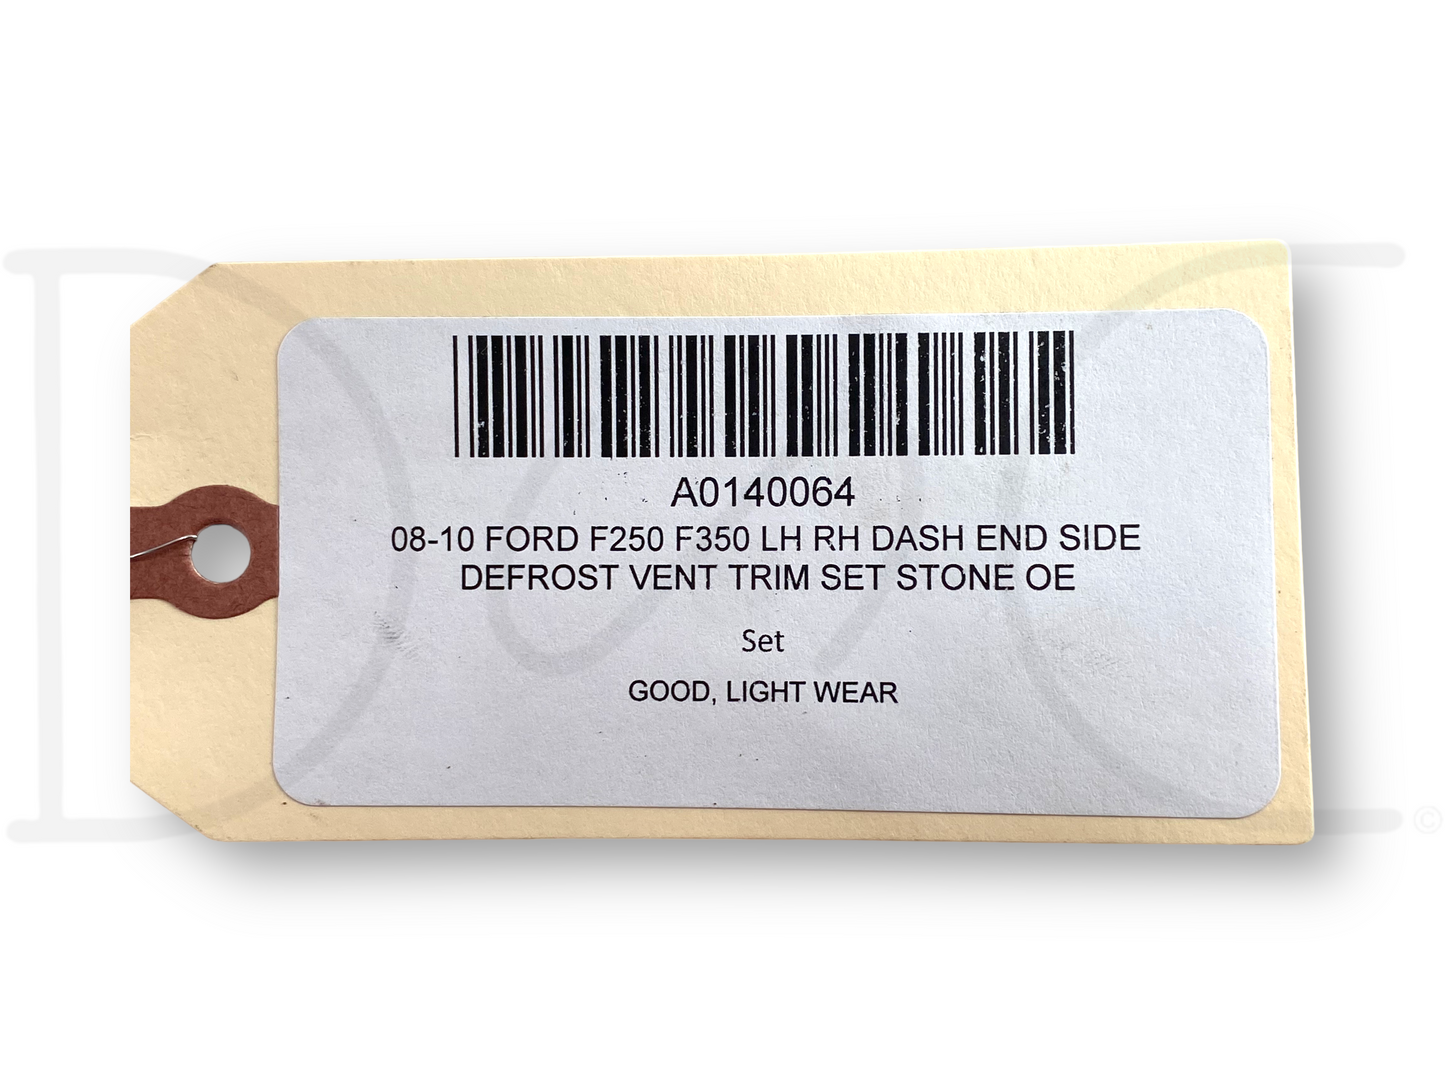 A0140064
08-10 FORD F250 F350 LH RH DASH END SIDE
DEFROST VENT TRIM SET STONE OE
Set
GOOD, LIGHT WEAR
©